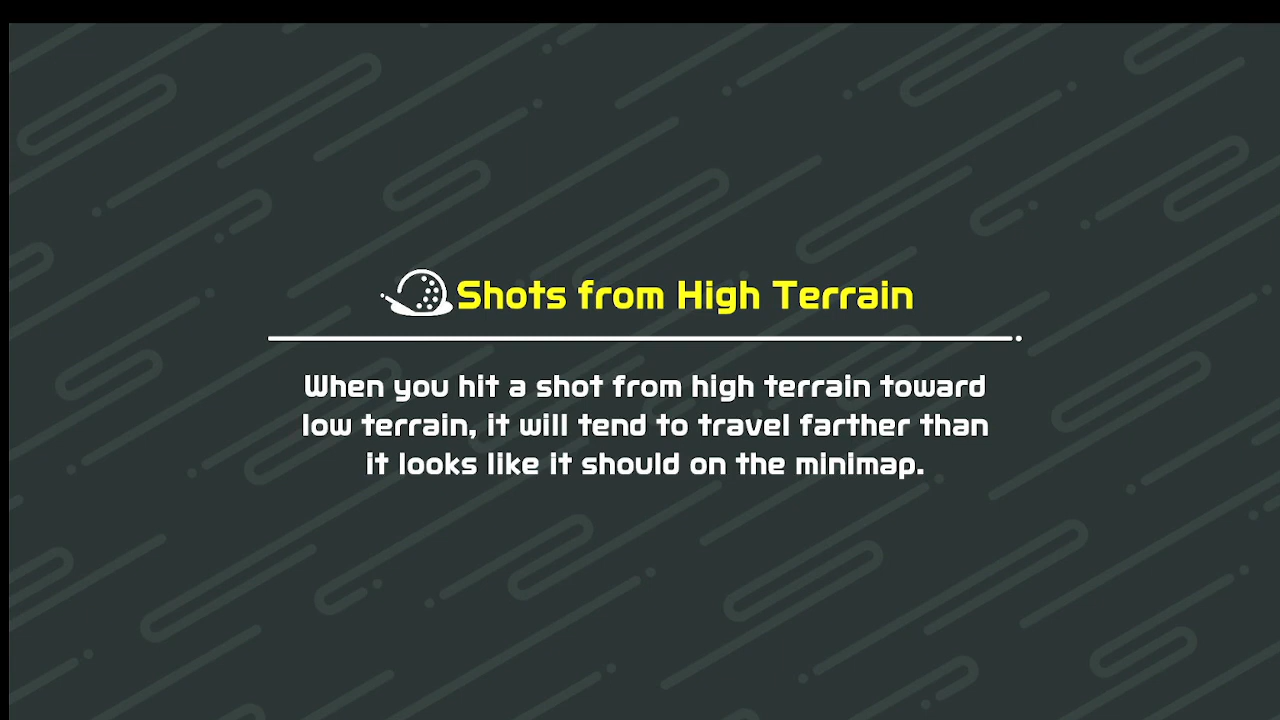 Shots from High Terrain
When you hit a shot from high terrain toward
low terrain, it will tend to travel farther than
it looks like it should on the minimap.